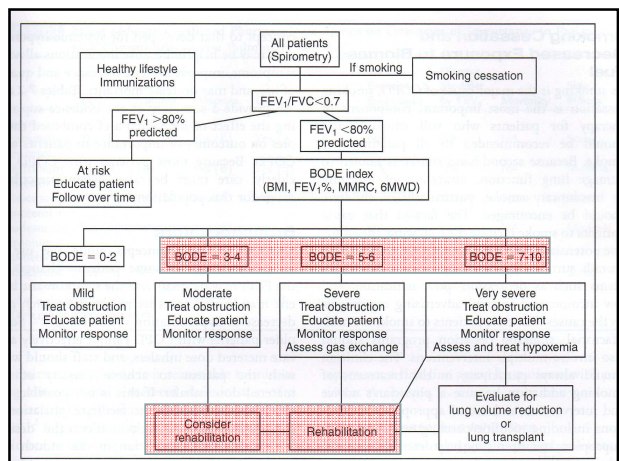 All patients
(Spirometry)
Healthy lifestyle
Immunizations
If smoking
Smoking cessation
FEV₁/FVC<0.7
FEV₁ >80%
predicted
FEV₁ <80%
predicted
At risk
Educate patient
Follow over time
BODE index
(BMI, FEV₁%, MMRC, 6MWD)
BODE = 0-2
BODE = 3-4
BODE = 5-6
BODE = 7-10
Mild
Treat obstruction
Educate patient
Monitor response
Moderate
Treat obstruction
Educate patient
Monitor response
Severe
Treat obstruction
Educate patient
Monitor response
Assess gas exchange
Very severe
Treat obstruction
Educate patient
Monitor response
Assess and treat hypoxemia
Consider
rehabilitation
Rehabilitation
Evaluate for
lung volume reduction
or
lung transplant